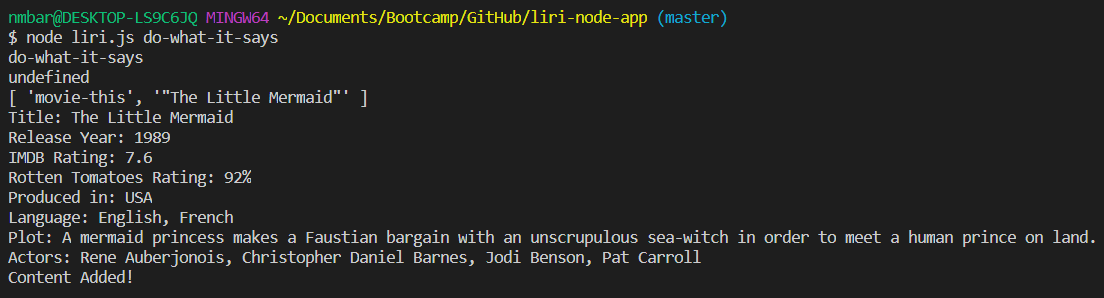 nmbar@DESKTOP-LS9C6JQ MINGW64 ~/Documents/Bootcamp/GitHub/liri-node-app (master)
$ node liri.js do-what-it-says
do-what-it-says
undefined
[ 'movie-this', '"The Little Mermaid"' ]
Title: The Little Mermaid
Release Year: 1989
IMDB Rating: 7.6
Rotten Tomatoes Rating: 92%
Produced in: USA
Language: English, French
Plot: A mermaid princess makes a Faustian bargain with an unscrupulous sea-witch in order to meet a human prince on land.
Actors: Rene Auberjonois, Christopher Daniel Barnes, Jodi Benson, Pat Carroll
Content Added!